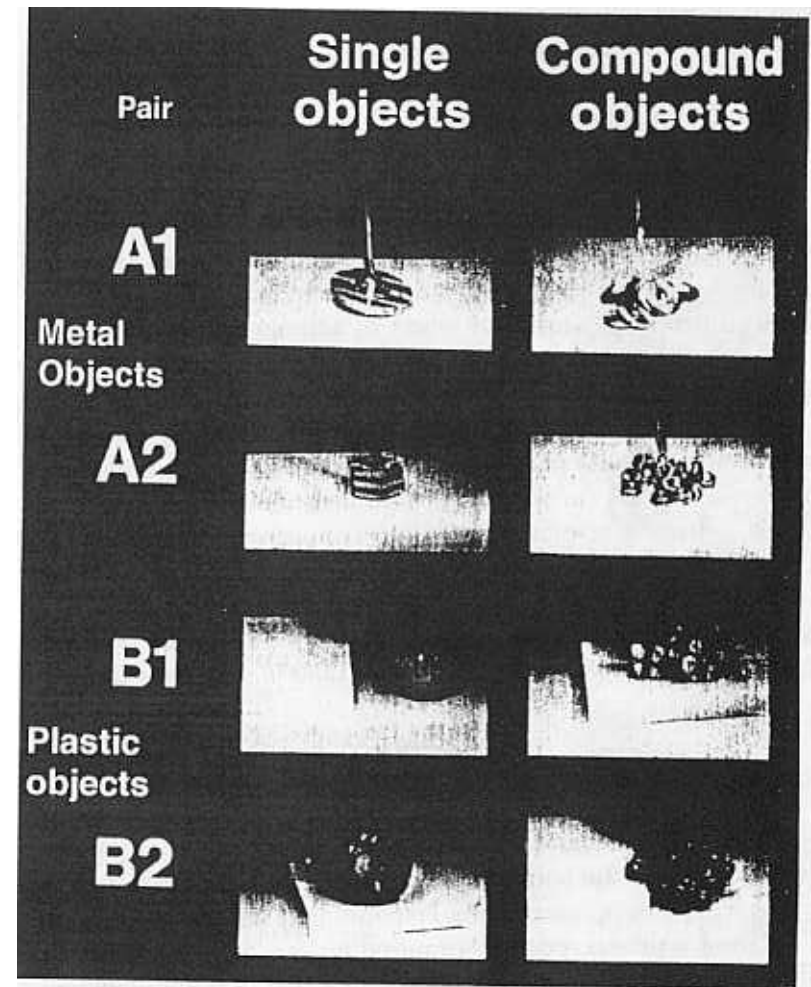 Single
objects
Compound
objects
Pair
A1
Metal
Objects
A2
B1
Plastic
objects
B2